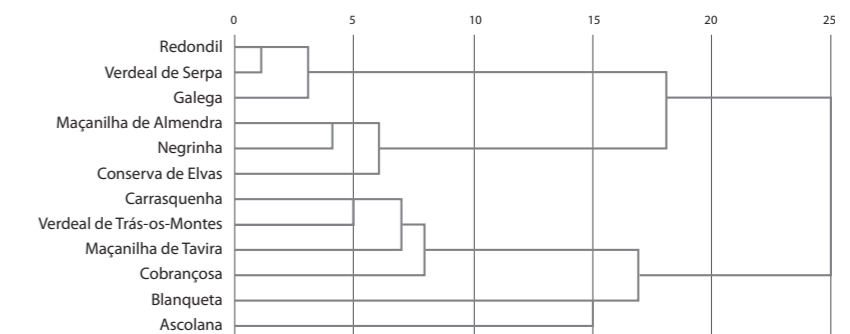 0 5 10 15 20 25
Redondil
Verdeal de Serpa
Galega
Maçanilha de Almendra
Negrinha
Conserva de Elvas
Carrasquenha
Verdeal de Trás-os-Montes
Maçanilha de Tavira
Cobrançosa
Blanqueta
Ascolana